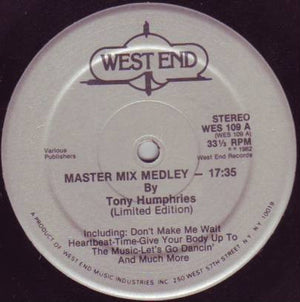 WEST END
STEREO
WES 109 A
(WES 109 A)
33⅓ RPM
℗ © 1982
West End Records
Various
Publishers
MASTER MIX MEDLEY — 17:35
By
Tony Humphries
(Limited Edition)
Including: Don't Make Me Wait
Heartbeat-Time-Give Your Body Up To
The Music-Let's Go Dancin'
And Much More
A PRODUCT OF WEST END MUSIC INDUSTRIES INC 250 WEST 57TH STREET, N.Y., N.Y. 10019